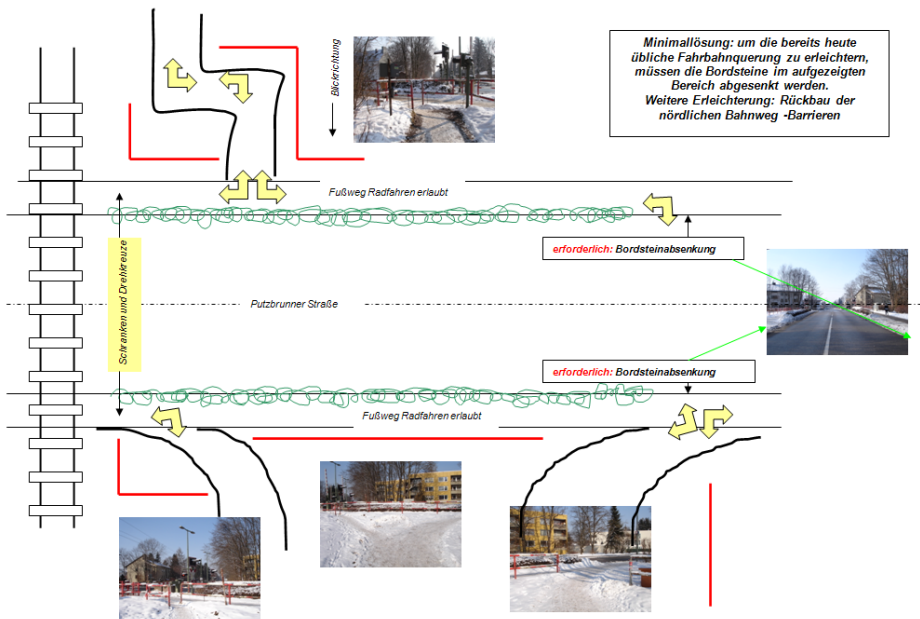 Minimallösung: um die bereits heute
übliche Fahrbahnquerung zu erleichtern,
müssen die Bordsteine im aufgezeigten
Bereich abgesenkt werden.
Weitere Erleichterung: Rückbau der
nördlichen Bahnweg -Barrieren
Blickrichtung
Fußweg Radfahren erlaubt
erforderlich: Bordsteinabsenkung
Schranken und Drehkreuze
Putzbrunner Straße
erforderlich: Bordsteinabsenkung
Fußweg Radfahren erlaubt